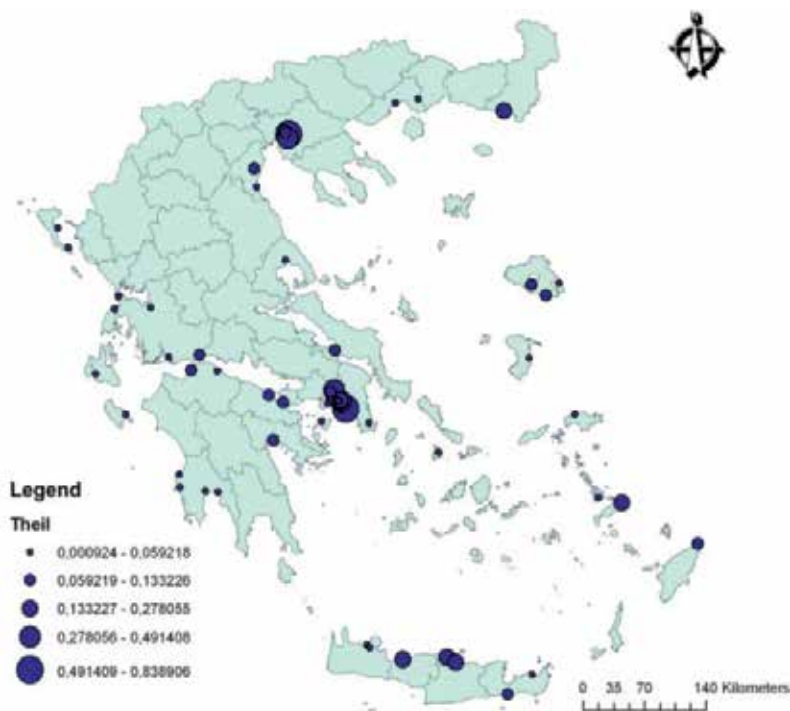 Legend
Theil
0,000924 - 0,059218
0,059219 - 0,133226
0,133227 - 0,278055
0,278056 - 0,491408
0,491409 - 0,838906
0 35 70 140 Kilometers